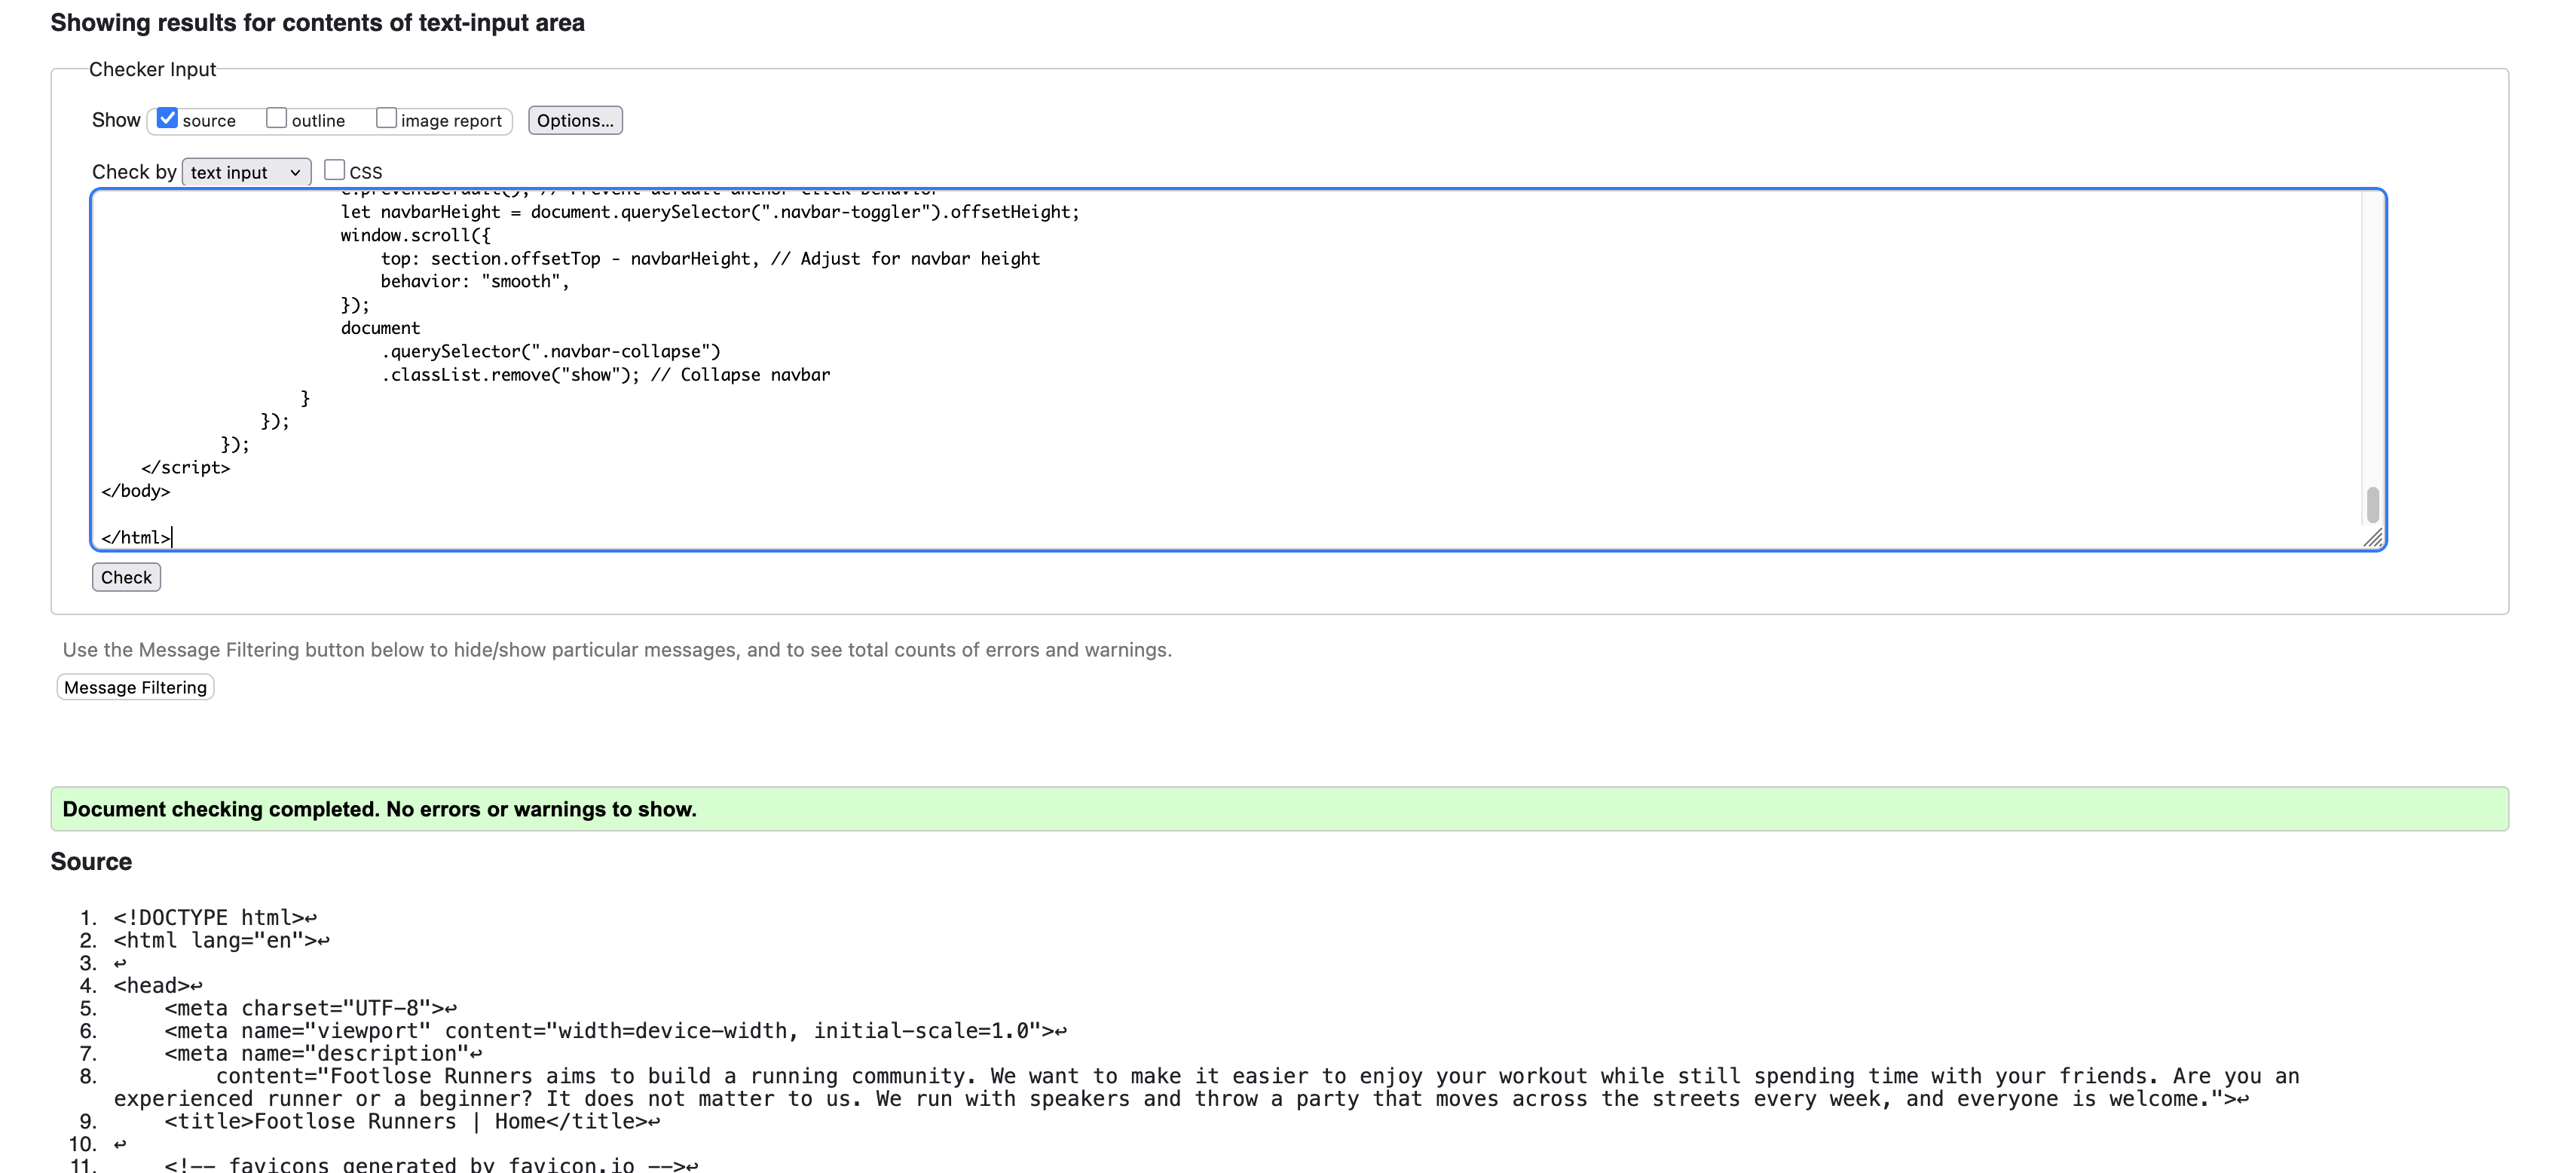 Showing results for contents of text-input area
Checker Input
Show source outline image report Options...
Check by text input CSS
e.preventDefault(); // Prevent default anchor click behavior
let navbarHeight = document.querySelector(".navbar-toggler").offsetHeight;
window.scroll({
top: section.offsetTop - navbarHeight, // Adjust for navbar height
behavior: "smooth",
});
document
.querySelector(".navbar-collapse")
.classList.remove("show"); // Collapse navbar
}
});
});
</script>
</body>
</html>
Check
Use the Message Filtering button below to hide/show particular messages, and to see total counts of errors and warnings.
Message Filtering
Document checking completed. No errors or warnings to show.
Source
1. <!DOCTYPE html>↩
2. <html lang="en">↩
3. ↩
4. <head>↩
5. <meta charset="UTF-8">↩
6. <meta name="viewport" content="width=device-width, initial-scale=1.0">↩
7. <meta name="description"↩
8. content="Footlose Runners aims to build a running community. We want to make it easier to enjoy your workout while still spending time with your friends. Are you an
experienced runner or a beginner? It does not matter to us. We run with speakers and throw a party that moves across the streets every week, and everyone is welcome.">↩
9. <title>Footlose Runners | Home</title>↩
10. ↩
11. <!-- favicons generated by favicon.io -->↩